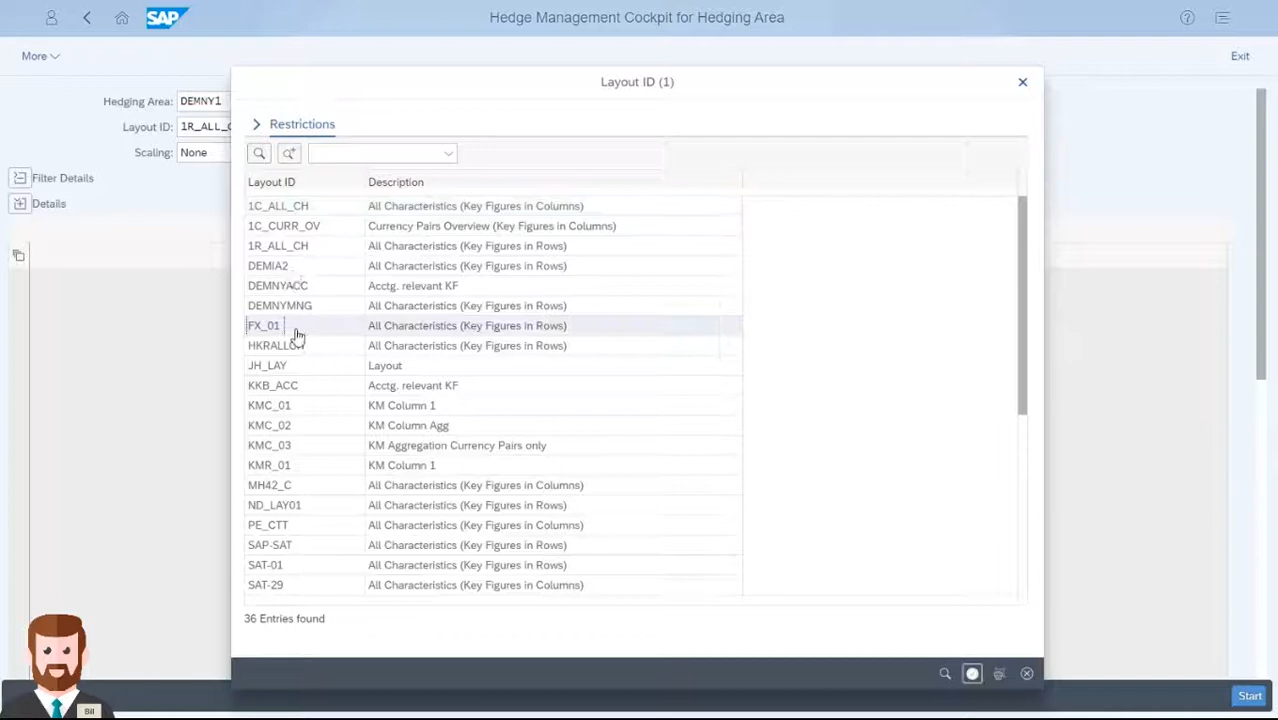 SAP Hedge Management Cockpit for Hedging Area
More Exit
Layout ID (1)
Hedging Area: DEMNY1
Layout ID: 1R_ALL_C
Scaling: None
Filter Details
Details
Restrictions
Layout ID Description
1C_ALL_CH All Characteristics (Key Figures in Columns)
1C_CURR_OV Currency Pairs Overview (Key Figures in Columns)
1R_ALL_CH All Characteristics (Key Figures in Rows)
DEMIA2 All Characteristics (Key Figures in Rows)
DEMNYACC Acctg. relevant KF
DEMNYMNG All Characteristics (Key Figures in Rows)
FX_01 All Characteristics (Key Figures in Rows)
HKRALLCH All Characteristics (Key Figures in Rows)
JH_LAY Layout
KKB_ACC Acctg. relevant KF
KMC_01 KM Column 1
KMC_02 KM Column Agg
KMC_03 KM Aggregation Currency Pairs only
KMR_01 KM Column 1
MH42_C All Characteristics (Key Figures in Columns)
ND_LAY01 All Characteristics (Key Figures in Rows)
PE_CTT All Characteristics (Key Figures in Columns)
SAP-SAT All Characteristics (Key Figures in Rows)
SAT-01 All Characteristics (Key Figures in Rows)
SAT-29 All Characteristics (Key Figures in Columns)
36 Entries found
Bill
Start